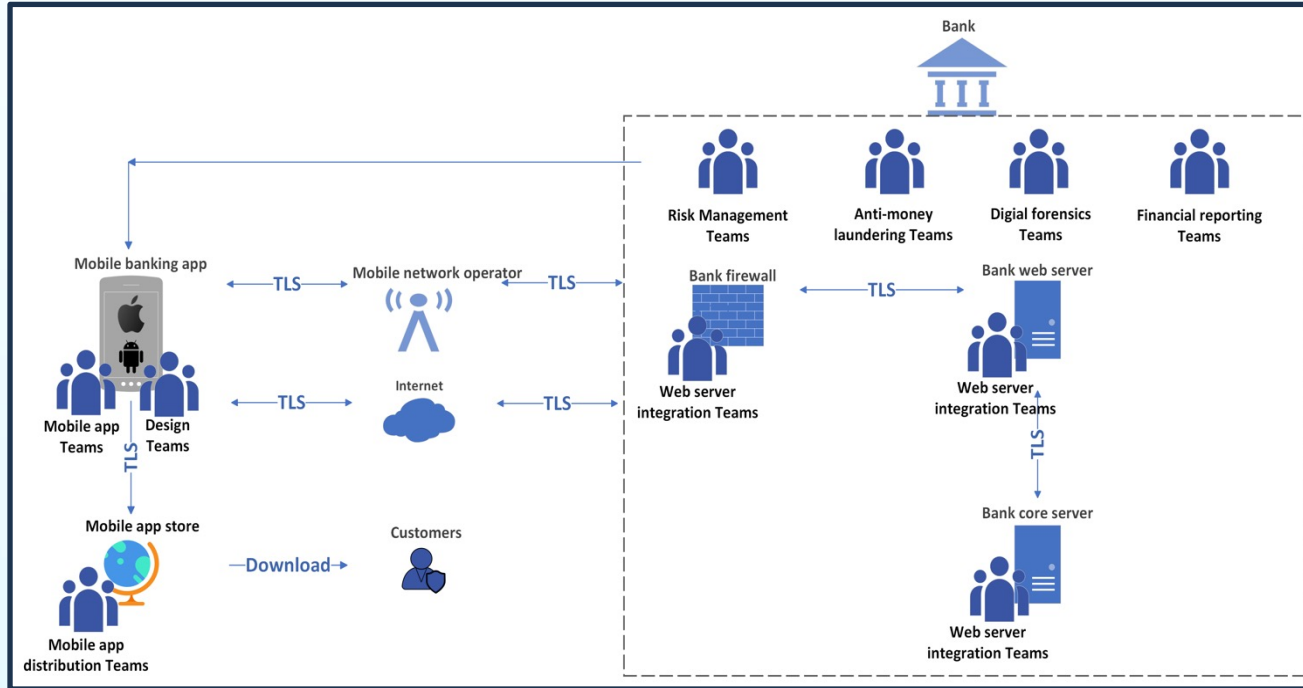 Bank
Risk Management
Teams
Anti-money
laundering Teams
Digial forensics
Teams
Financial reporting
Teams
Mobile banking app
TLS
Mobile network operator
TLS
Bank firewall
TLS
Bank web server
Mobile app
Teams
Design
Teams
TLS
Internet
TLS
Web server
integration Teams
Web server
integration Teams
TLS
TLS
Mobile app store
Download
Customers
Bank core server
Mobile app
distribution Teams
Web server
integration Teams